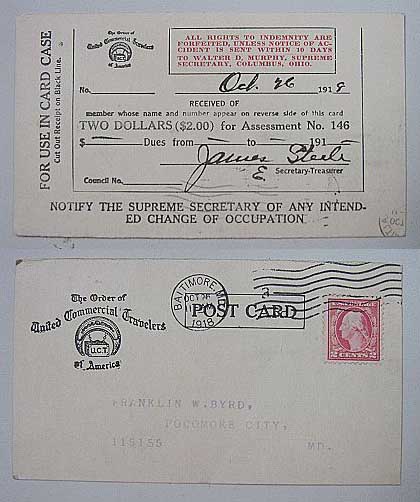 FOR USE IN CARD CASE
Cut Out Receipt on Black Line.
The Order of
United Commercial Travelers
of America
ALL RIGHTS TO INDEMNITY ARE
FORFEITED, UNLESS NOTICE OF AC-
CIDENT IS SENT WITHIN 10 DAYS
TO WALTER D. MURPHY, SUPREME
SECRETARY, COLUMBUS, OHIO.
No. Oct. 26 1918
RECEIVED OF
member whose name and number appear on reverse side of this card
TWO DOLLARS ($2.00) for Assessment No. 146
$ Dues from to 191
James E. Steele
Council No. Secretary-Treasurer
NOTIFY THE SUPREME SECRETARY OF ANY INTEND-
ED CHANGE OF OCCUPATION
The Order of
United Commercial Travelers
U.C.T.
of America
BALTIMORE, MD.
OCT 26
1918
POST CARD
2 CENTS 2
FRANKLIN W. BYRD,
POCOMOKE CITY,
119155 MD.